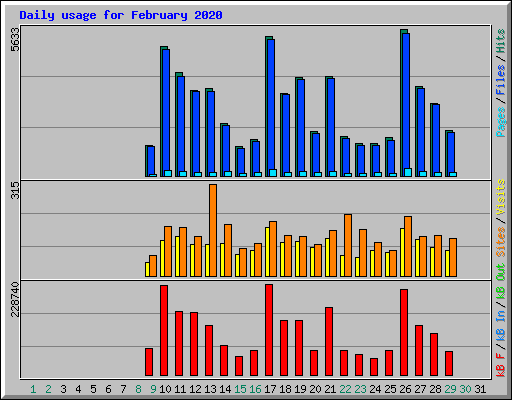 Daily usage for February 2020
5633
Pages / Files / Hits
315
Sites / Visits
228740
kB F / kB In / kB Out
1 2 3 4 5 6 7 8 9 10 11 12 13 14 15 16 17 18 19 20 21 22 23 24 25 26 27 28 29 30 31